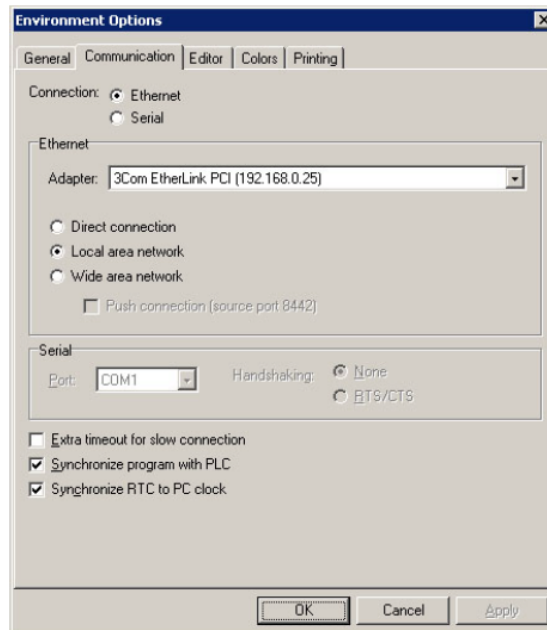 Environment Options
General Communication Editor Colors Printing
Connection: Ethernet
Serial
Ethernet
Adapter: 3Com EtherLink PCI (192.168.0.25)
Direct connection
Local area network
Wide area network
Push connection (source port 8442)
Serial
Port: COM1 Handshaking: None
RTS/CTS
Extra timeout for slow connection
Synchronize program with PLC
Synchronize RTC to PC clock
OK Cancel Apply